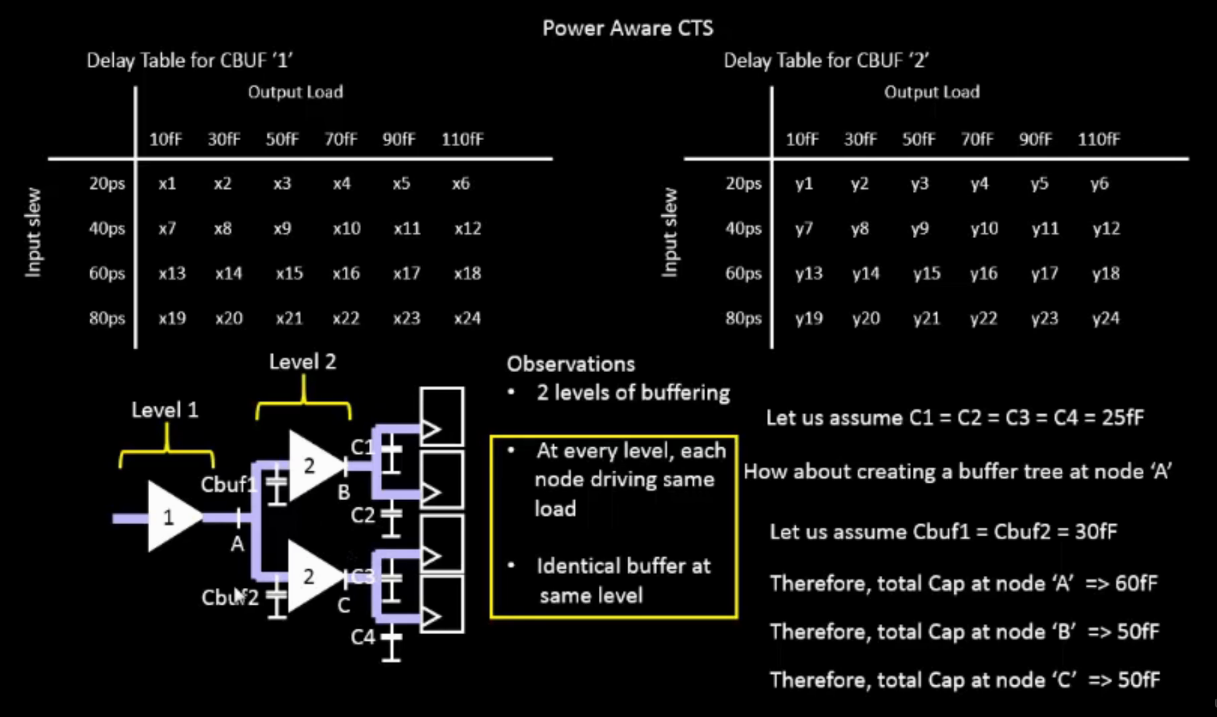 Power Aware CTS
Delay Table for CBUF ‘1’
Output Load
10fF 30fF 50fF 70fF 90fF 110fF
Input slew
20ps x1 x2 x3 x4 x5 x6
40ps x7 x8 x9 x10 x11 x12
60ps x13 x14 x15 x16 x17 x18
80ps x19 x20 x21 x22 x23 x24
Delay Table for CBUF ‘2’
Output Load
10fF 30fF 50fF 70fF 90fF 110fF
Input slew
20ps y1 y2 y3 y4 y5 y6
40ps y7 y8 y9 y10 y11 y12
60ps y13 y14 y15 y16 y17 y18
80ps y19 y20 y21 y22 y23 y24
Level 2
Level 1
C1
Cbuf1
2
B
1
C2
A
2
C3
Cbuf2
C
C4
Observations
• 2 levels of buffering
• At every level, each
node driving same
load
• Identical buffer at
same level
Let us assume C1 = C2 = C3 = C4 = 25fF
How about creating a buffer tree at node ‘A’
Let us assume Cbuf1 = Cbuf2 = 30fF
Therefore, total Cap at node ‘A’ => 60fF
Therefore, total Cap at node ‘B’ => 50fF
Therefore, total Cap at node ‘C’ => 50fF